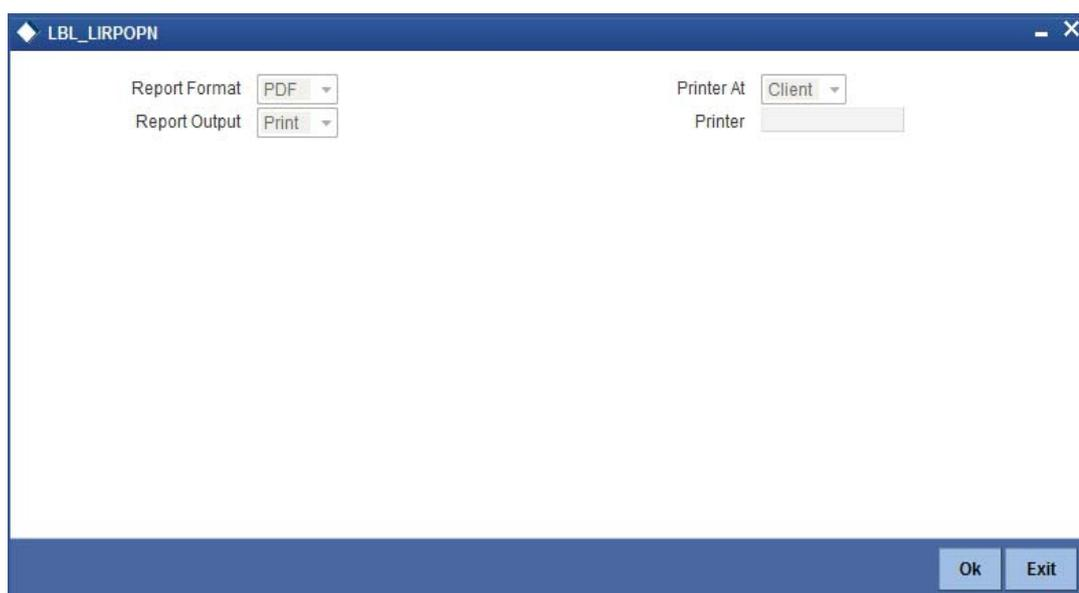 LBL_LIRPOPN
Report Format PDF Printer At Client
Report Output Print Printer
Ok Exit